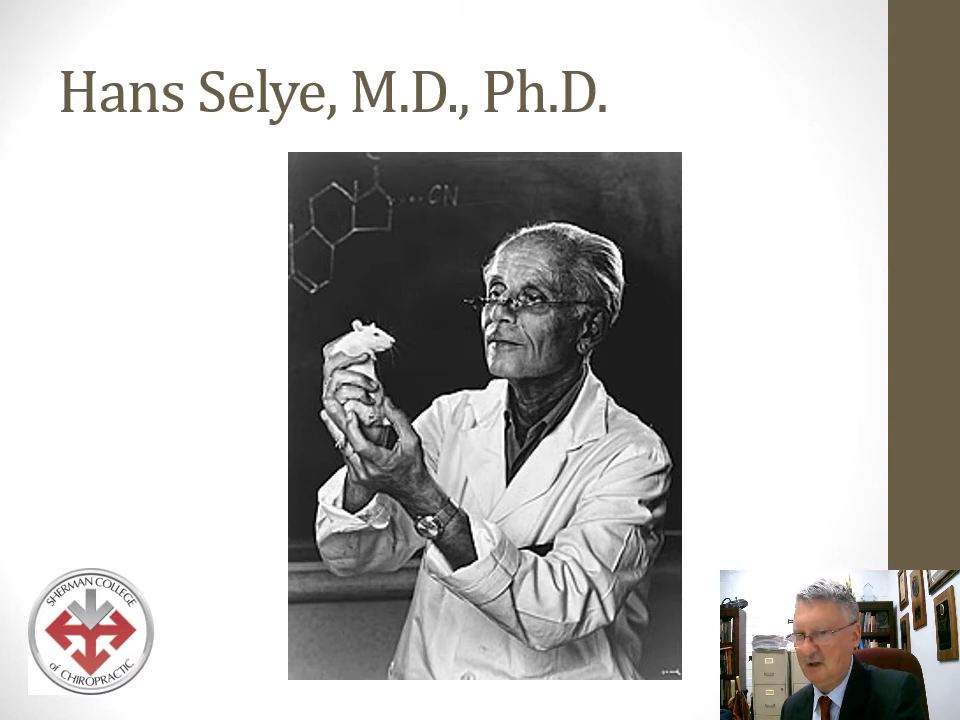 Hans Selye, M.D., Ph.D.
CN
SHERMAN COLLEGE
of CHIROPRACTIC